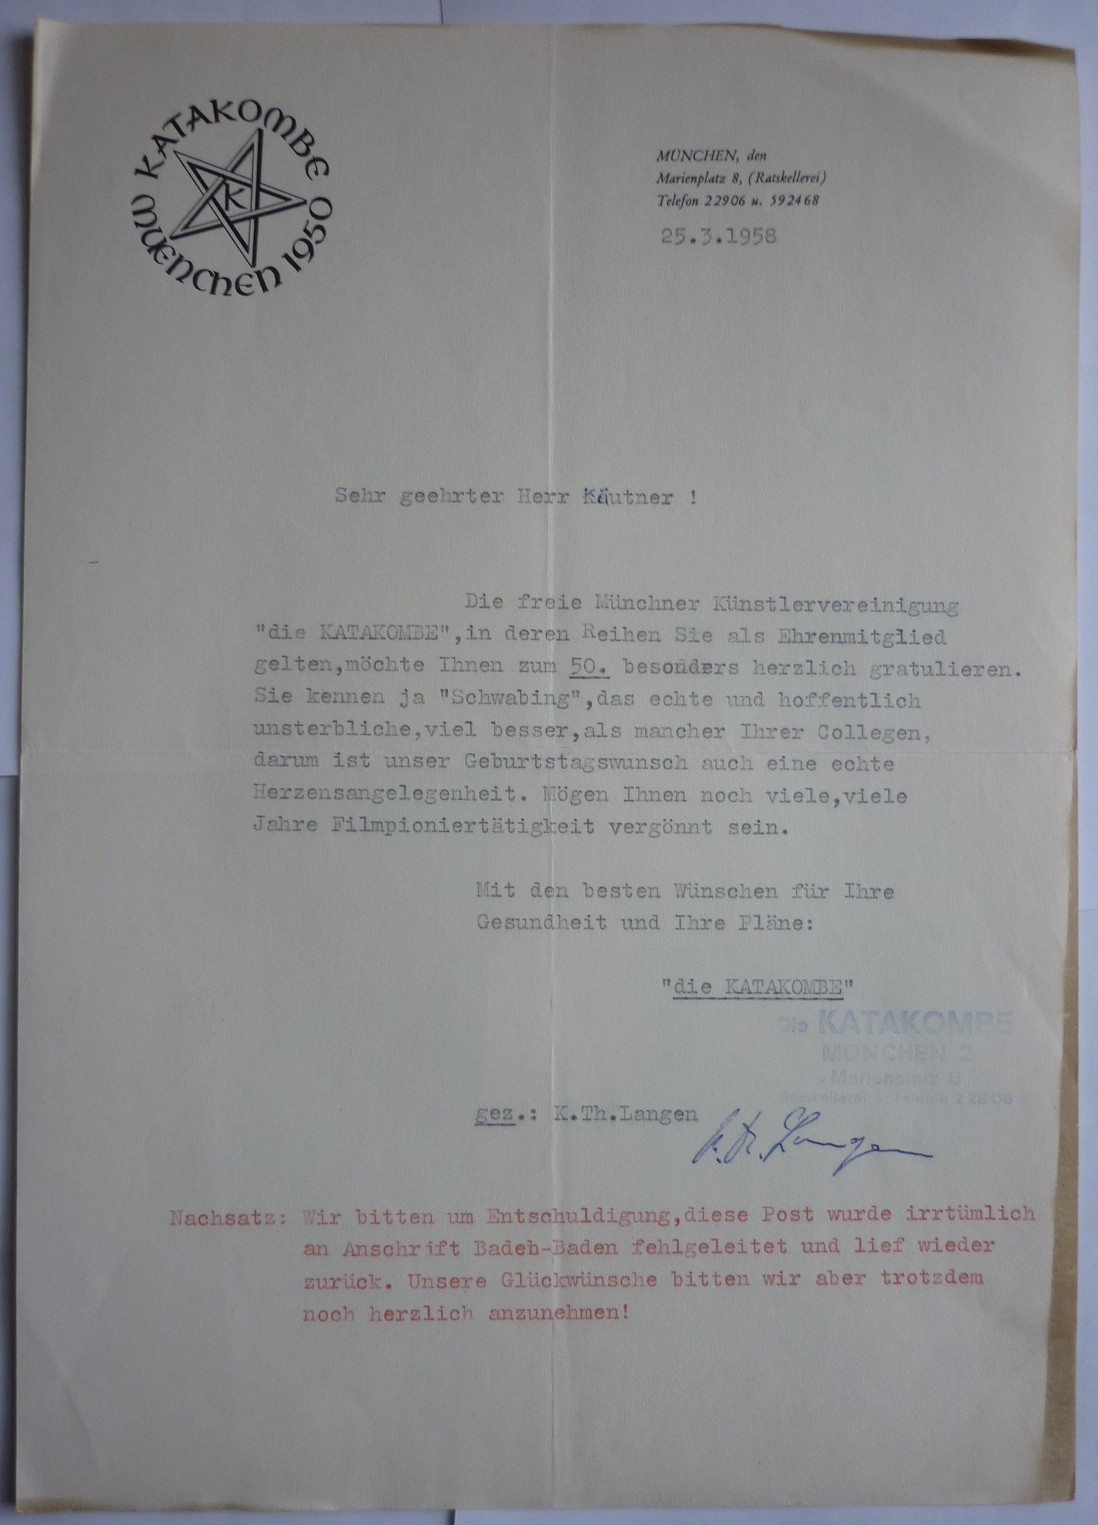 KATAKOMBE
MUENCHEN 1950
K
MÜNCHEN, den
Marienplatz 8, (Ratskellerei)
Telefon 22906 u. 592468
25.3.1958
Sehr geehrter Herr Käutner !
Die freie Münchner Künstlervereinigung
"die KATAKOMBE",in deren Reihen Sie als Ehrenmitglied
gelten,möchte Ihnen zum 50. besonders herzlich gratulieren.
Sie kennen ja "Schwabing",das echte und hoffentlich
unsterbliche,viel besser,als mancher Ihrer Collegen,
darum ist unser Geburtstagswunsch auch eine echte
Herzensangelegenheit. Mögen Ihnen noch viele,viele
Jahre Filmpioniertätigkeit vergönnt sein.
Mit den besten Wünschen für Ihre
Gesundheit und Ihre Pläne:
"die KATAKOMBE"
Die KATAKOMBE
MÜNCHEN 2
- Marienplatz 8
Ratskellerei - Telefon 22906
gez.: K.Th.Langen
K.Th.Langen
Nachsatz: Wir bitten um Entschuldigung,diese Post wurde irrtümlich
an Anschrift Badeb-Baden fehlgeleitet und lief wieder
zurück. Unsere Glückwünsche bitten wir aber trotzdem
noch herzlich anzunehmen!